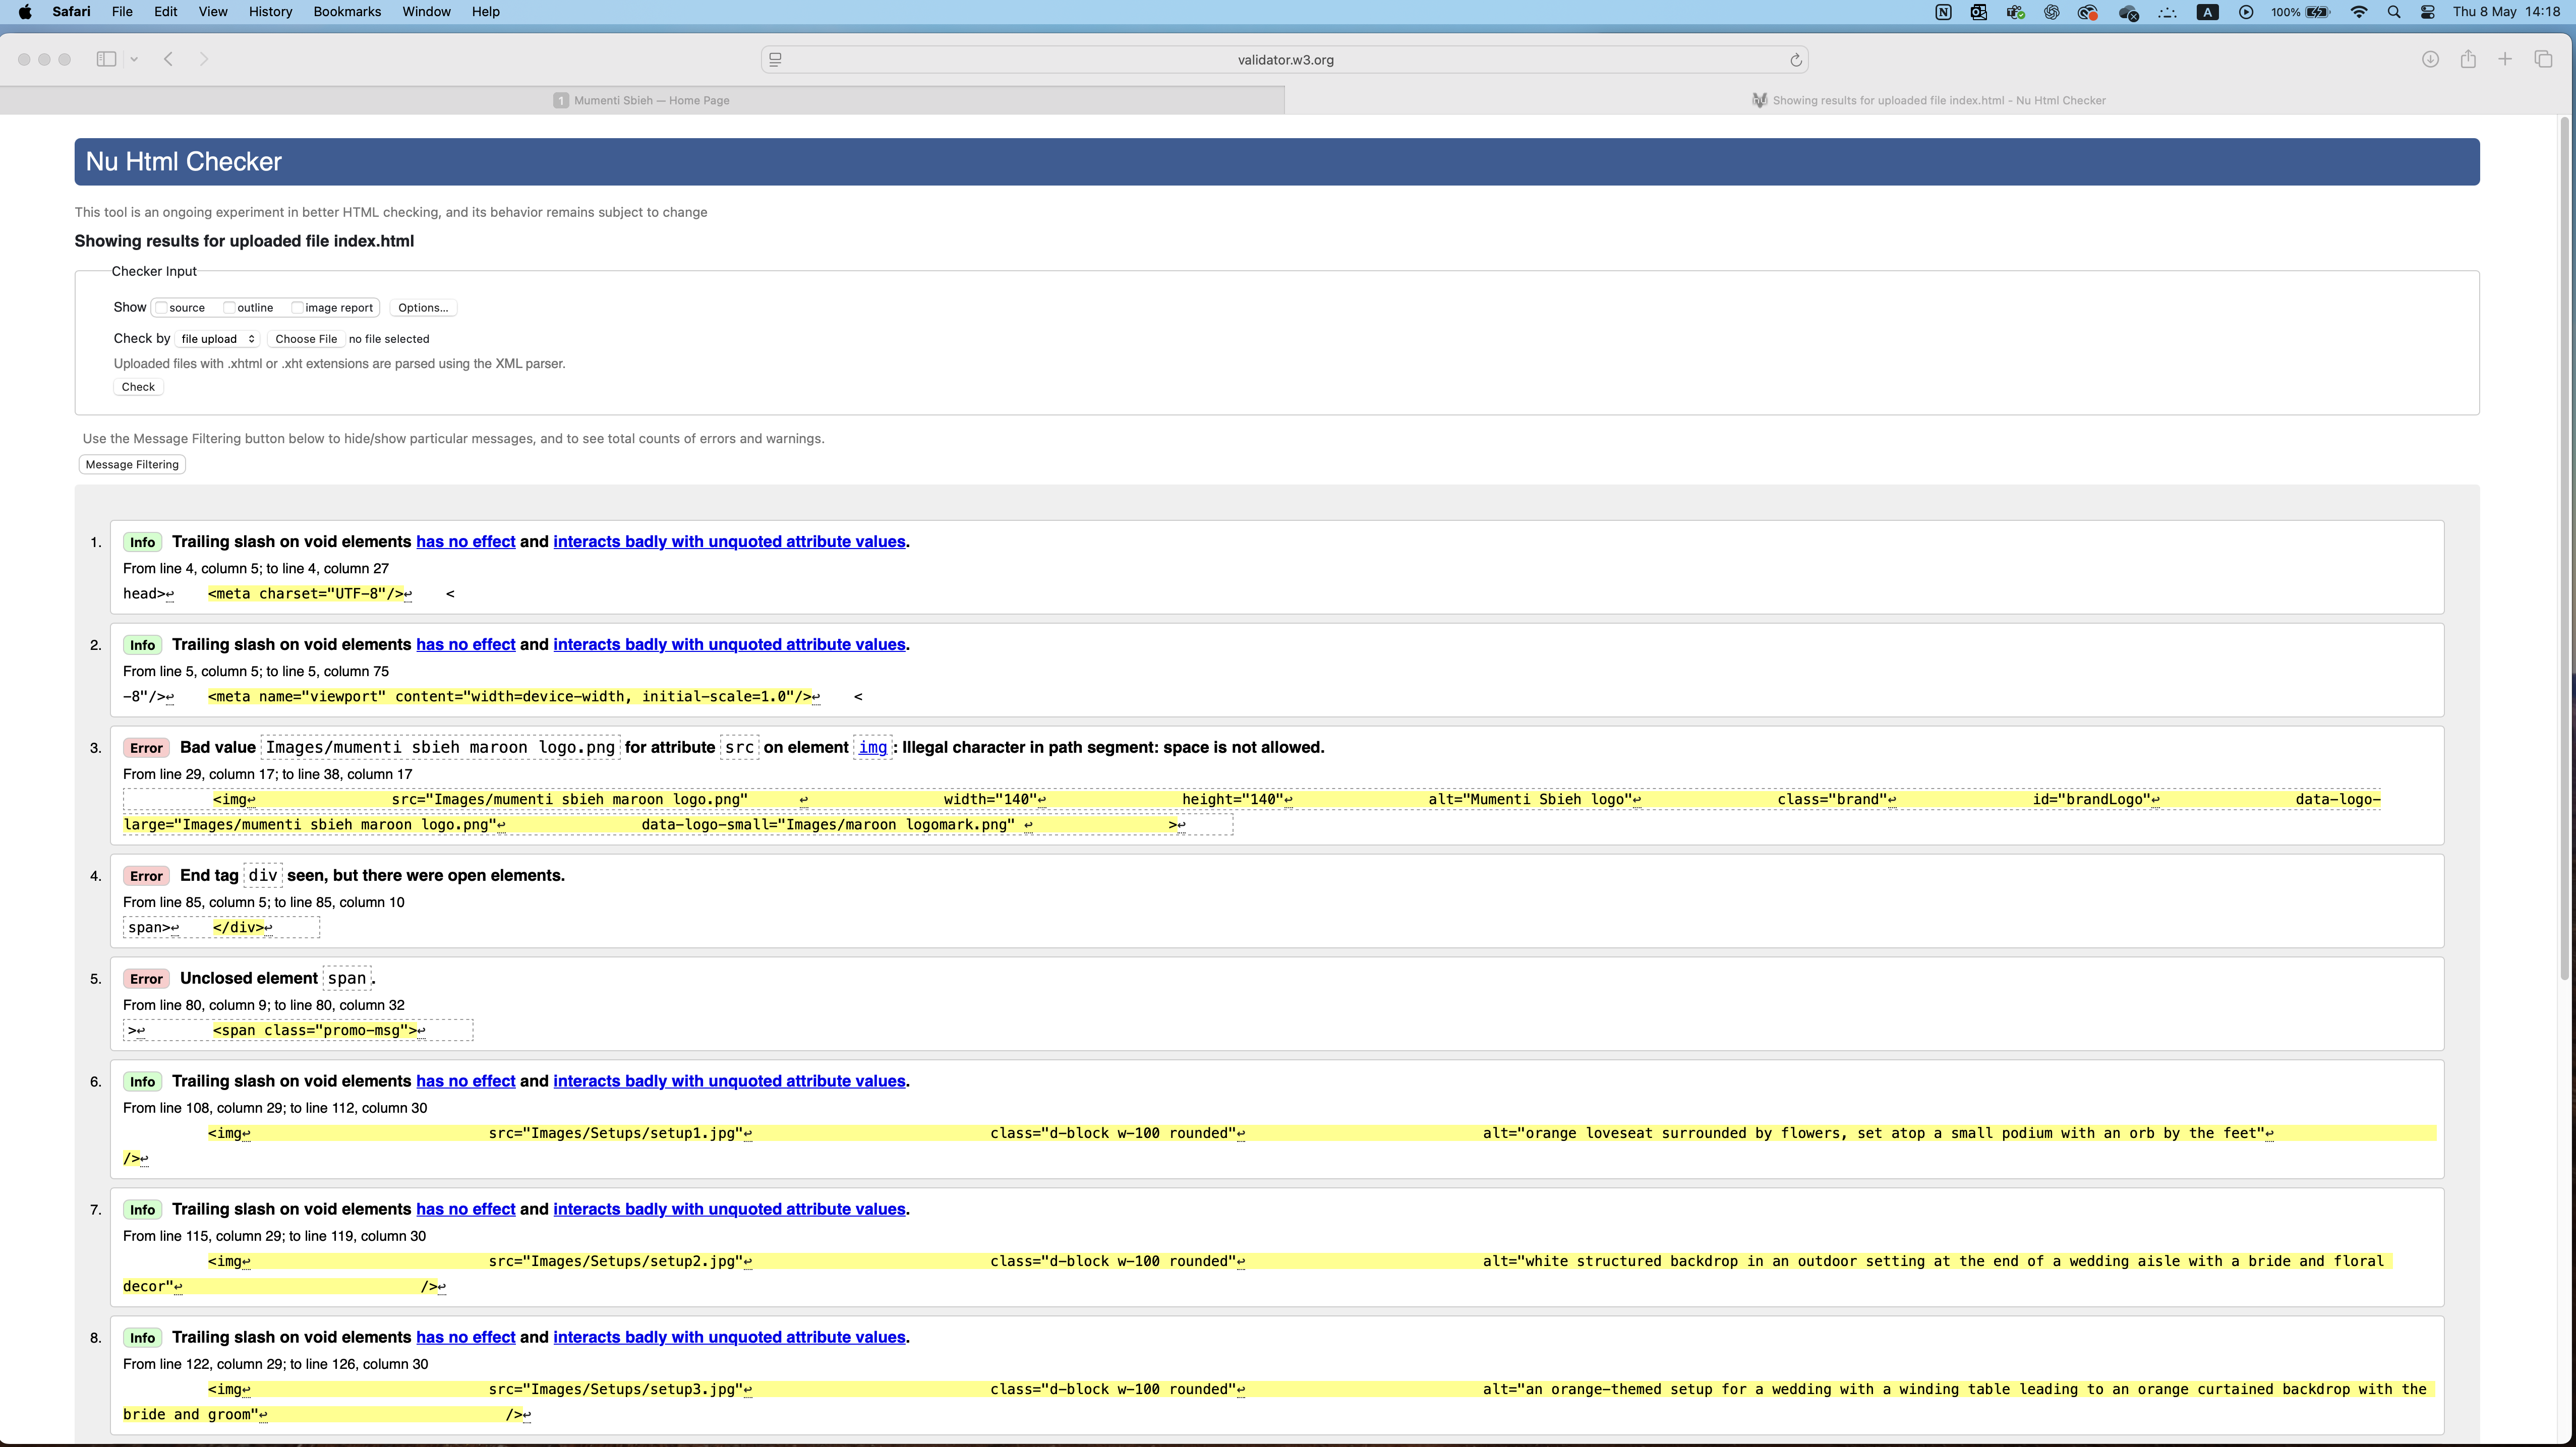 Safari File Edit View History Bookmarks Window Help 100% Thu 8 May 14:18
validator.w3.org
1 Mumenti Sbieh — Home Page
Showing results for uploaded file index.html - Nu Html Checker
Nu Html Checker
This tool is an ongoing experiment in better HTML checking, and its behavior remains subject to change
Showing results for uploaded file index.html
Checker Input
Show source outline image report Options...
Check by file upload Choose File no file selected
Uploaded files with .xhtml or .xht extensions are parsed using the XML parser.
Check
Use the Message Filtering button below to hide/show particular messages, and to see total counts of errors and warnings.
Message Filtering
1. Info Trailing slash on void elements has no effect and interacts badly with unquoted attribute values.
From line 4, column 5; to line 4, column 27
head>↩ <meta charset="UTF-8"/>↩ <
2. Info Trailing slash on void elements has no effect and interacts badly with unquoted attribute values.
From line 5, column 5; to line 5, column 75
-8"/>↩ <meta name="viewport" content="width=device-width, initial-scale=1.0"/>↩ <
3. Error Bad value Images/mumenti sbieh maroon logo.png for attribute src on element img: Illegal character in path segment: space is not allowed.
From line 29, column 17; to line 38, column 17
<img↩ src="Images/mumenti sbieh maroon logo.png" ↩ width="140"↩ height="140"↩ alt="Mumenti Sbieh logo"↩ class="brand"↩ id="brandLogo"↩ data-logo-
large="Images/mumenti sbieh maroon logo.png"↩ data-logo-small="Images/maroon logomark.png" ↩ >↩
4. Error End tag div seen, but there were open elements.
From line 85, column 5; to line 85, column 10
span>↩ </div>↩
5. Error Unclosed element span.
From line 80, column 9; to line 80, column 32
>↩ <span class="promo-msg">↩
6. Info Trailing slash on void elements has no effect and interacts badly with unquoted attribute values.
From line 108, column 29; to line 112, column 30
<img↩ src="Images/Setups/setup1.jpg"↩ class="d-block w-100 rounded"↩ alt="orange loveseat surrounded by flowers, set atop a small podium with an orb by the feet"↩
/>↩
7. Info Trailing slash on void elements has no effect and interacts badly with unquoted attribute values.
From line 115, column 29; to line 119, column 30
<img↩ src="Images/Setups/setup2.jpg"↩ class="d-block w-100 rounded"↩ alt="white structured backdrop in an outdoor setting at the end of a wedding aisle with a bride and floral
decor"↩ />↩
8. Info Trailing slash on void elements has no effect and interacts badly with unquoted attribute values.
From line 122, column 29; to line 126, column 30
<img↩ src="Images/Setups/setup3.jpg"↩ class="d-block w-100 rounded"↩ alt="an orange-themed setup for a wedding with a winding table leading to an orange curtained backdrop with the
bride and groom"↩ />↩